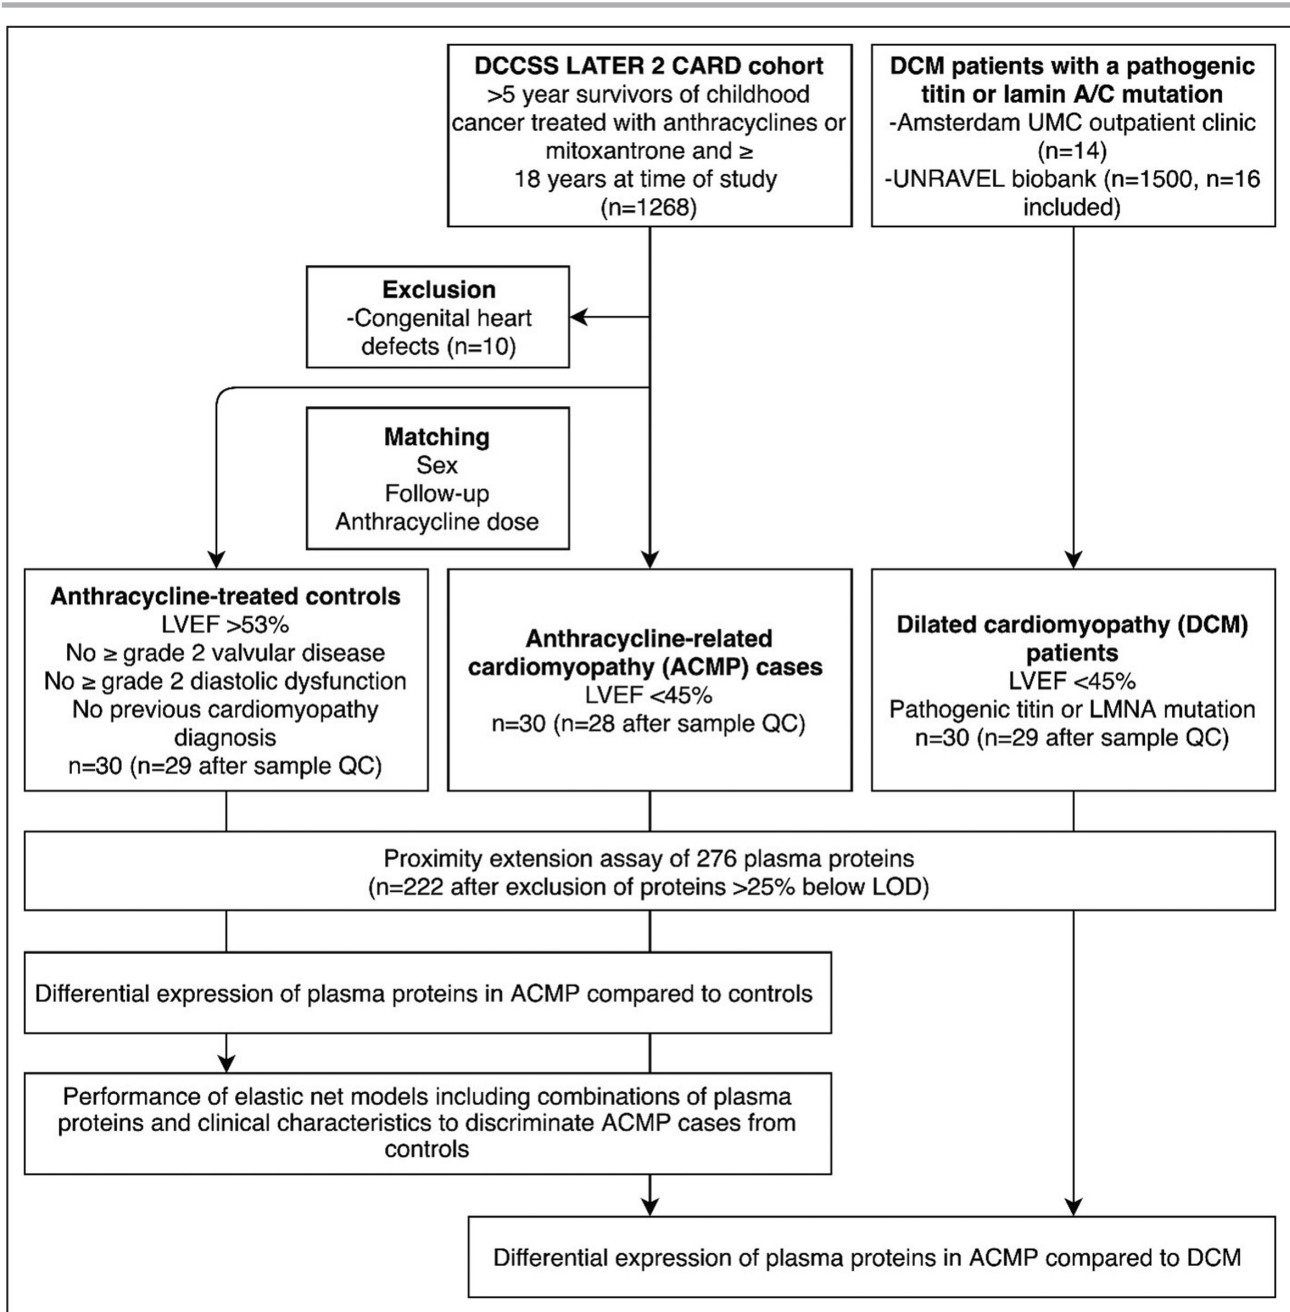 DCCSS LATER 2 CARD cohort
>5 year survivors of childhood
cancer treated with anthracyclines or
mitoxantrone and ≥
18 years at time of study
(n=1268)
DCM patients with a pathogenic
titin or lamin A/C mutation
-Amsterdam UMC outpatient clinic
(n=14)
-UNRAVEL biobank (n=1500, n=16
included)
Exclusion
-Congenital heart
defects (n=10)
Matching
Sex
Follow-up
Anthracycline dose
Anthracycline-treated controls
LVEF >53%
No ≥ grade 2 valvular disease
No ≥ grade 2 diastolic dysfunction
No previous cardiomyopathy
diagnosis
n=30 (n=29 after sample QC)
Anthracycline-related
cardiomyopathy (ACMP) cases
LVEF <45%
n=30 (n=28 after sample QC)
Dilated cardiomyopathy (DCM)
patients
LVEF <45%
Pathogenic titin or LMNA mutation
n=30 (n=29 after sample QC)
Proximity extension assay of 276 plasma proteins
(n=222 after exclusion of proteins >25% below LOD)
Differential expression of plasma proteins in ACMP compared to controls
Performance of elastic net models including combinations of plasma
proteins and clinical characteristics to discriminate ACMP cases from
controls
Differential expression of plasma proteins in ACMP compared to DCM